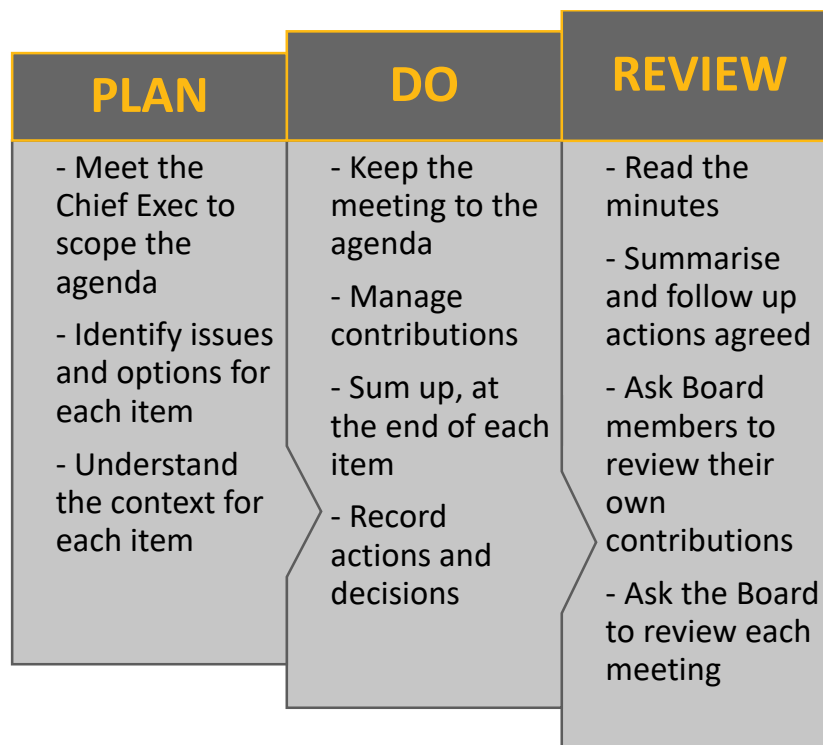 PLAN
- Meet the
Chief Exec to
scope the
agenda
- Identify issues
and options for
each item
- Understand
the context for
each item
DO
- Keep the
meeting to the
agenda
- Manage
contributions
- Sum up, at
the end of each
item
- Record
actions and
decisions
REVIEW
- Read the
minutes
- Summarise
and follow up
actions agreed
- Ask Board
members to
review their
own
contributions
- Ask the Board
to review each
meeting